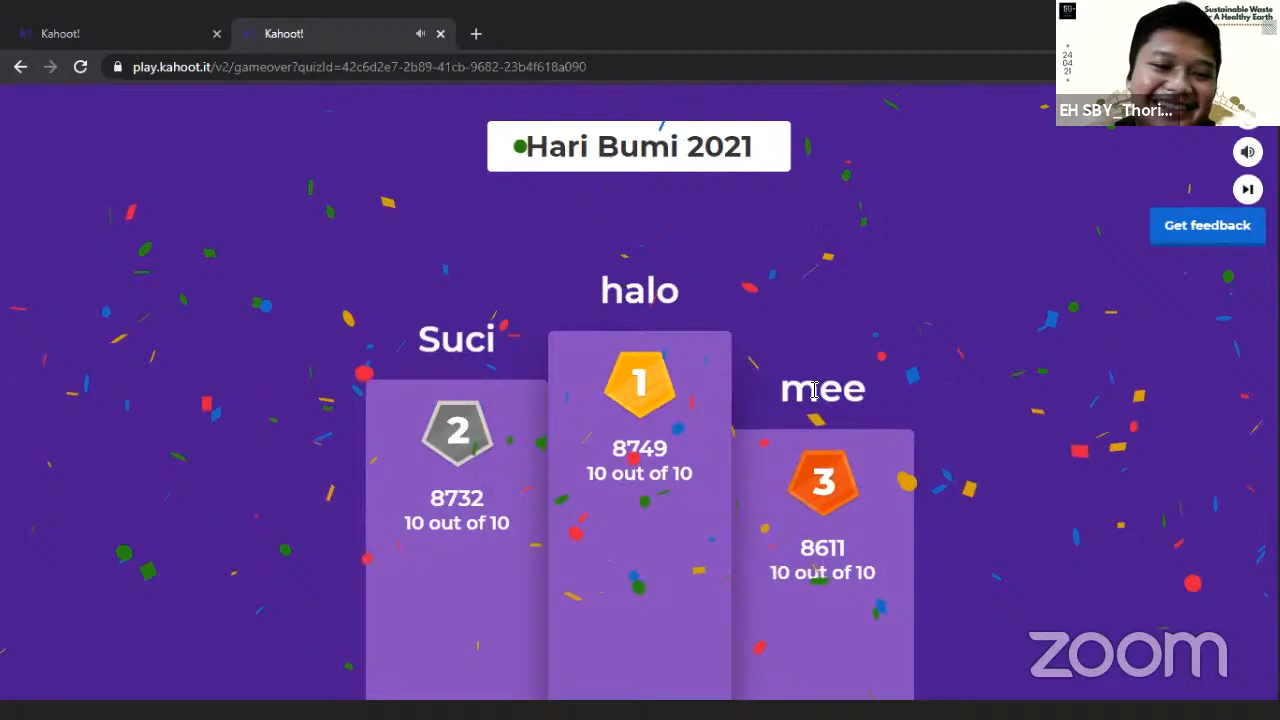 Kahoot!
Kahoot!
play.kahoot.it/v2/gameover?quizId=42c6d2e7-2b89-41cb-9682-23b4f618a090
Sustainable Waste
r A Healthy Earth
24
04
21
EH SBY_Thori...
Hari Bumi 2021
Get feedback
halo
Suci
mee
1
2
3
8749
10 out of 10
8732
10 out of 10
8611
10 out of 10
zoom